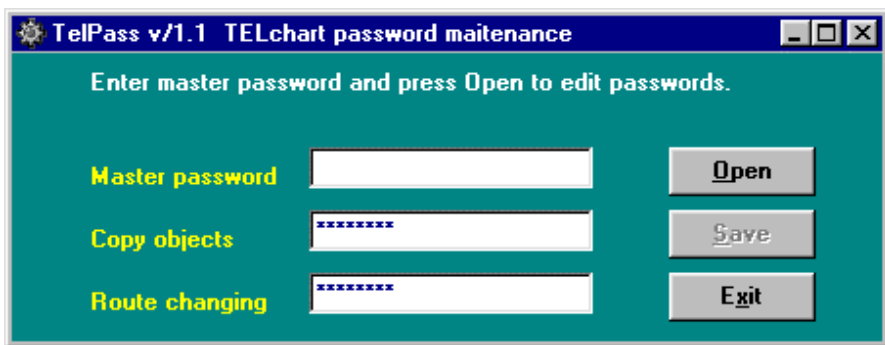 TelPass v/1.1 TELchart password maitenance
Enter master password and press Open to edit passwords.
Master password
Open
Copy objects ********
Save
Route changing ********
Exit